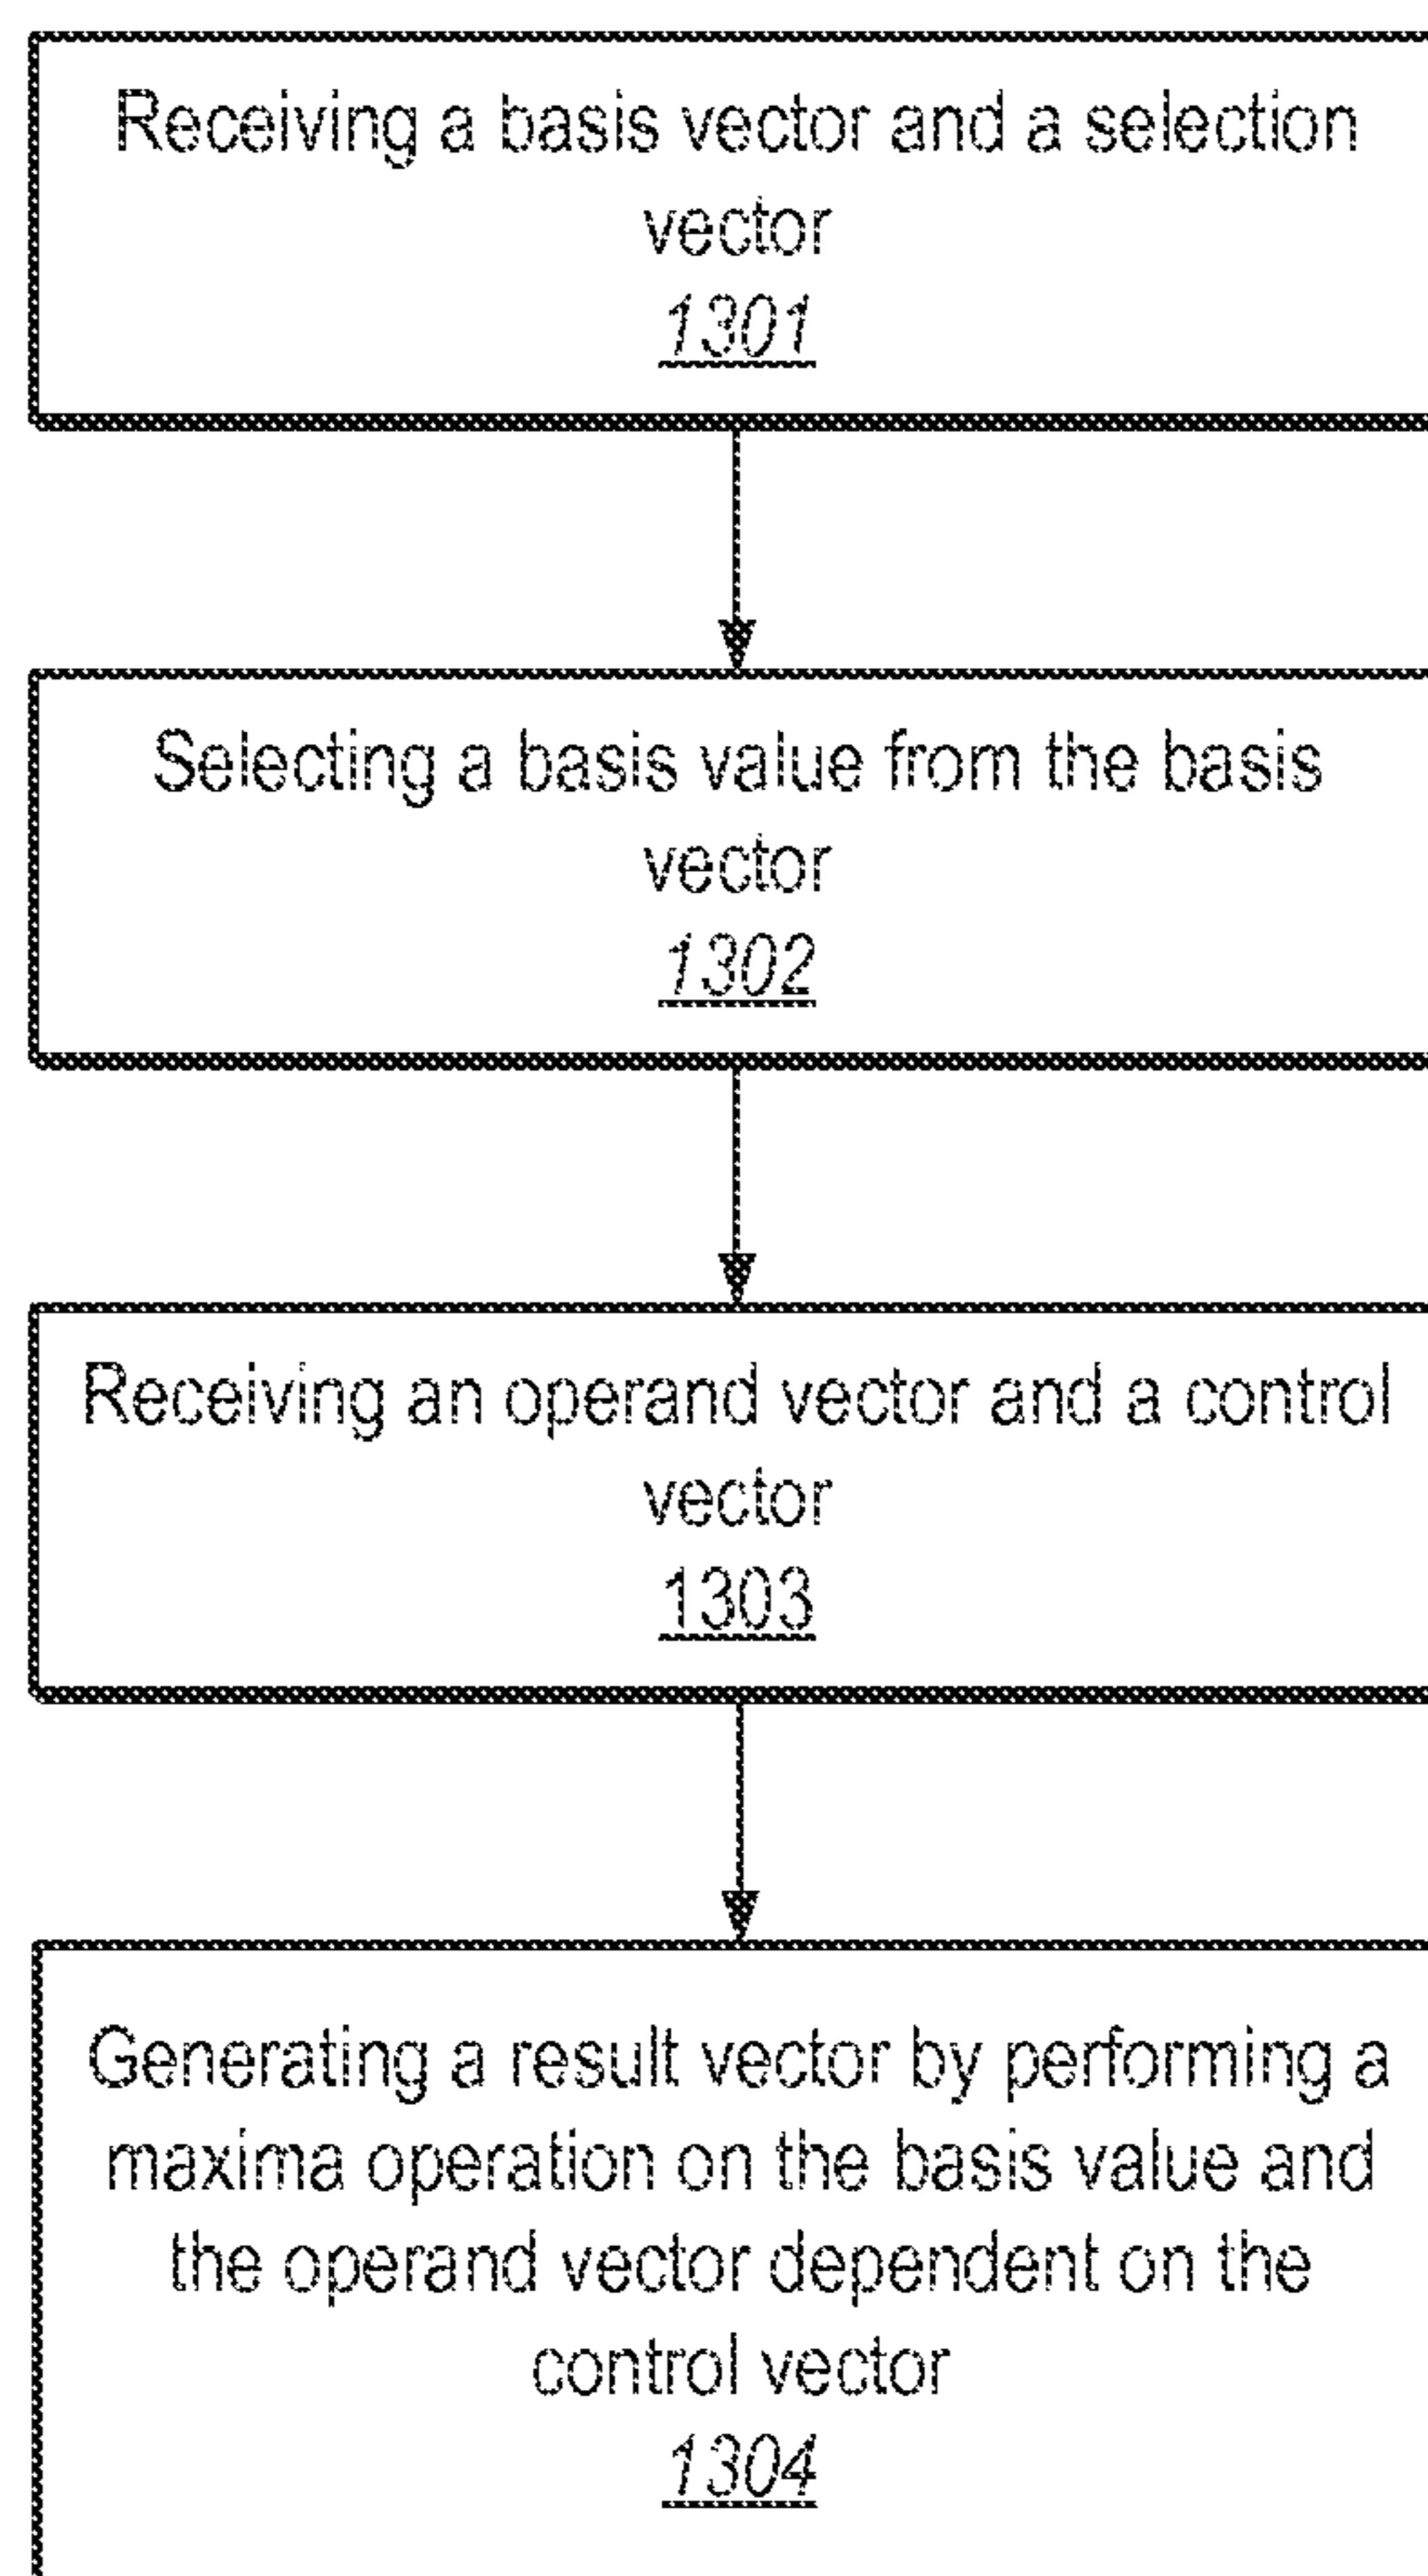 Receiving a basis vector and a selection
vector
1301
Selecting a basis value from the basis
vector
1302
Receiving an operand vector and a control
vector
1303
Generating a result vector by performing a
maxima operation on the basis value and
the operand vector dependent on the
control vector
1304